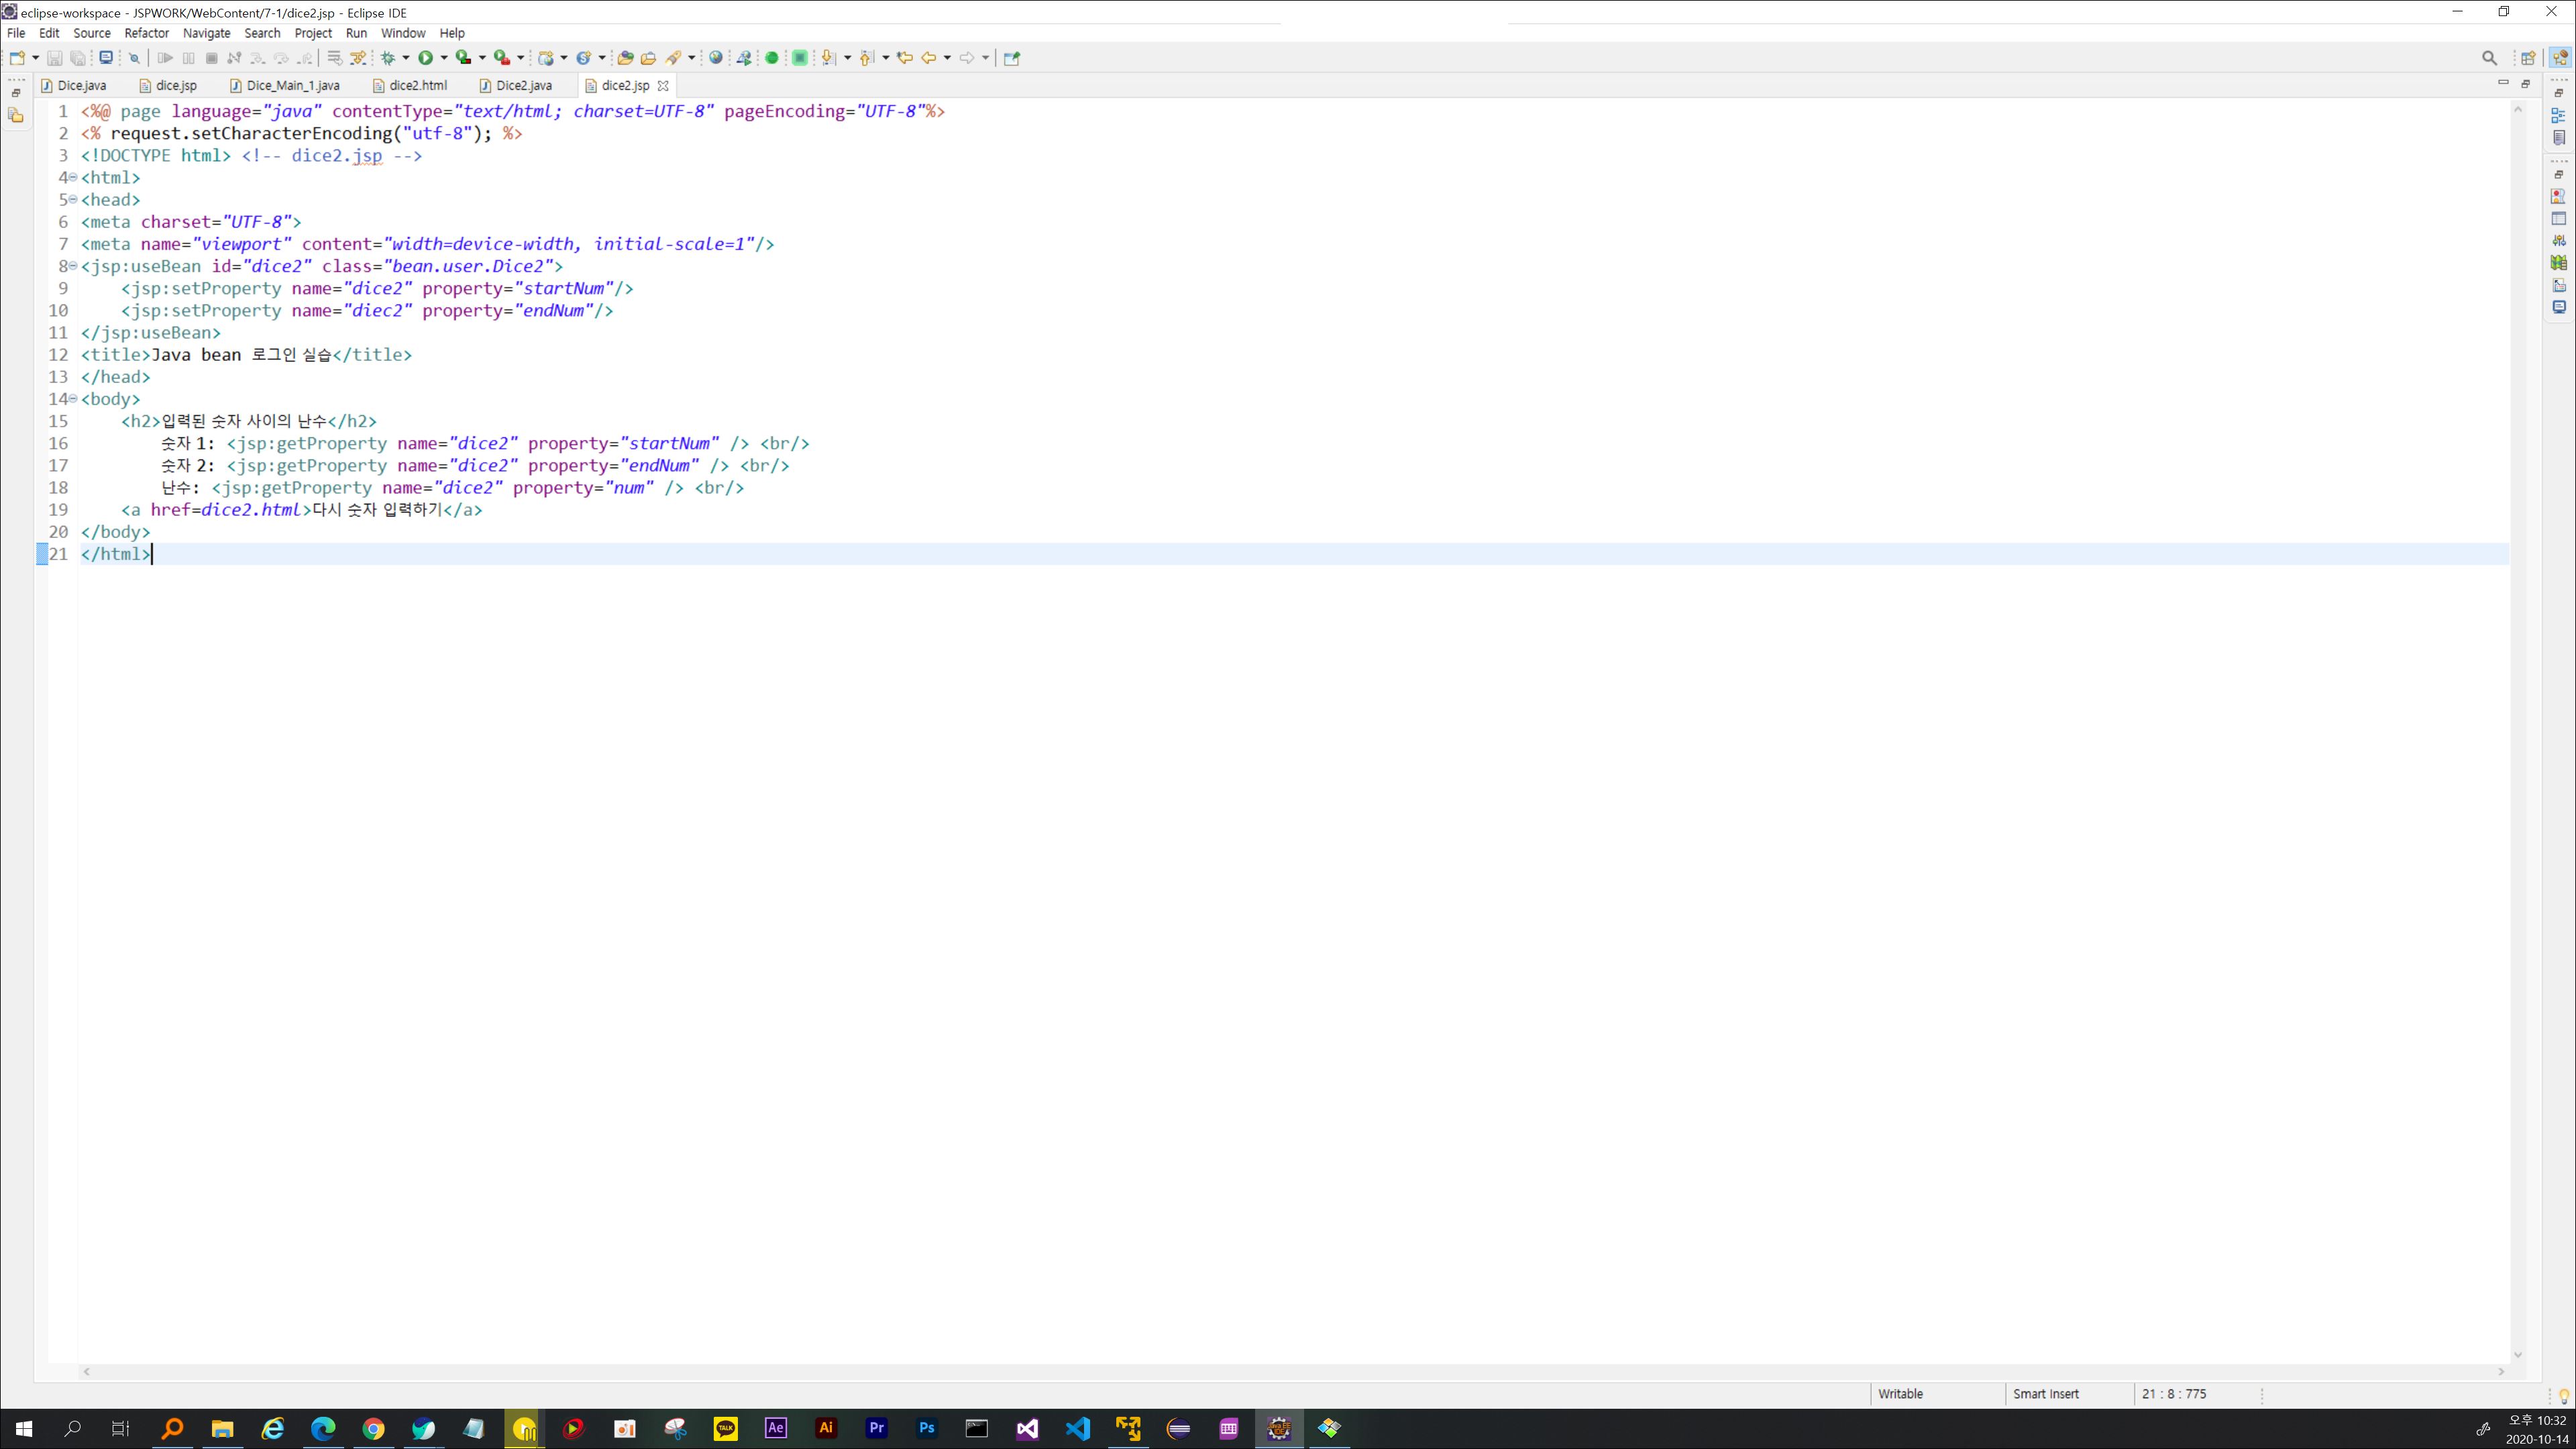 eclipse-workspace - JSPWORK/WebContent/7-1/dice2.jsp - Eclipse IDE
File Edit Source Refactor Navigate Search Project Run Window Help
Dice.java dice.jsp Dice_Main_1.java dice2.html Dice2.java dice2.jsp
1 <%@ page language="java" contentType="text/html; charset=UTF-8" pageEncoding="UTF-8"%>
2 <% request.setCharacterEncoding("utf-8"); %>
3 <!DOCTYPE html> <!-- dice2.jsp -->
4 <html>
5 <head>
6 <meta charset="UTF-8">
7 <meta name="viewport" content="width=device-width, initial-scale=1"/>
8 <jsp:useBean id="dice2" class="bean.user.Dice2">
9 <jsp:setProperty name="dice2" property="startNum"/>
10 <jsp:setProperty name="diec2" property="endNum"/>
11 </jsp:useBean>
12 <title>Java bean 로그인 실습</title>
13 </head>
14 <body>
15 <h2>입력된 숫자 사이의 난수</h2>
16 숫자 1: <jsp:getProperty name="dice2" property="startNum" /> <br/>
17 숫자 2: <jsp:getProperty name="dice2" property="endNum" /> <br/>
18 난수: <jsp:getProperty name="dice2" property="num" /> <br/>
19 <a href=dice2.html>다시 숫자 입력하기</a>
20 </body>
21 </html>
Writable Smart Insert 21 : 8 : 775
TALK Ae Ai Pr Ps
오후 10:32
2020-10-14